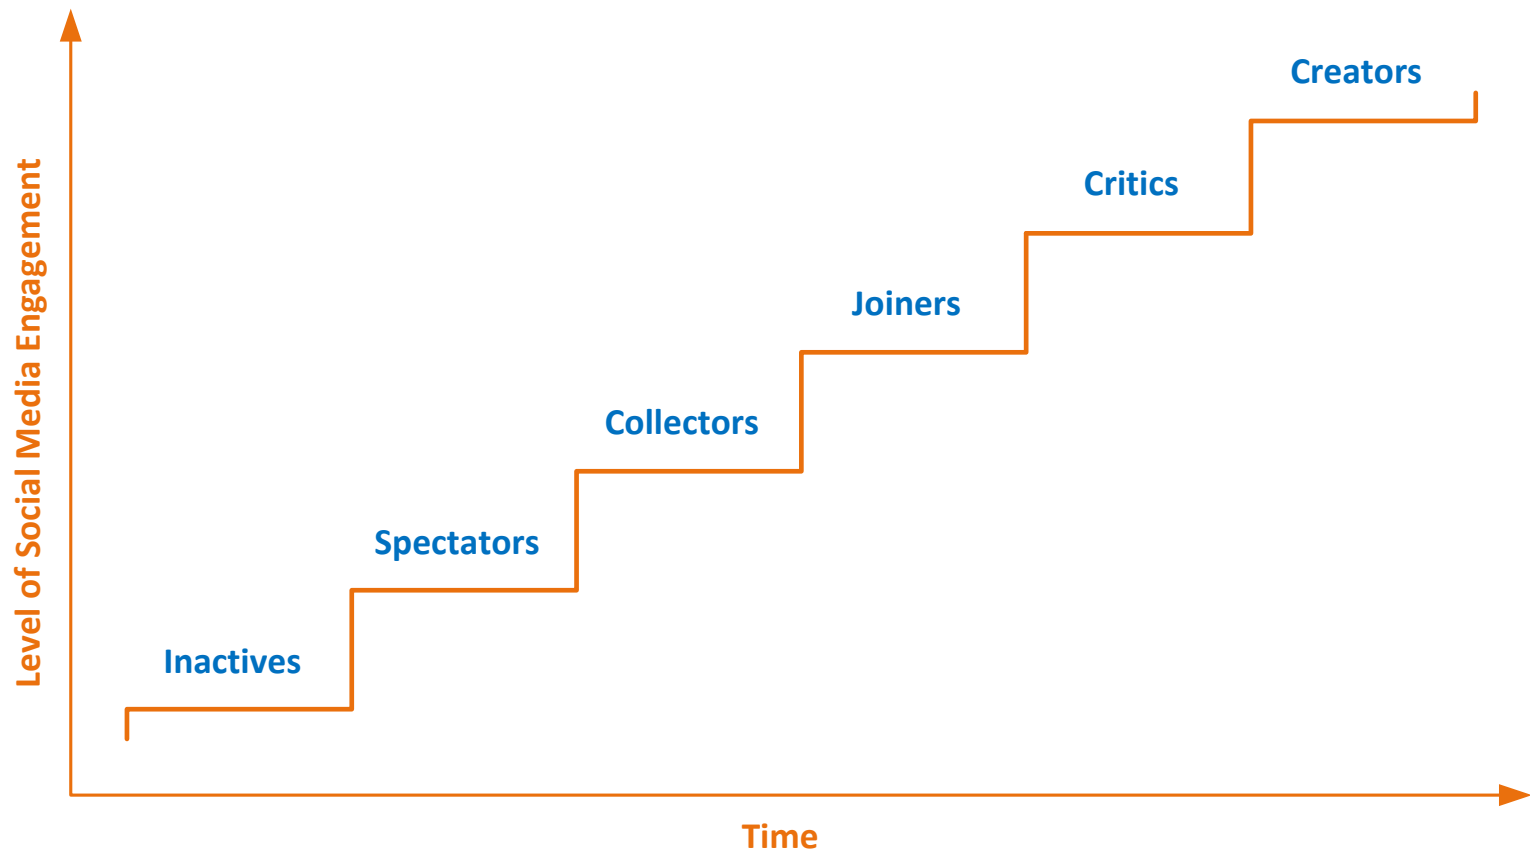 Creators
Critics
Joiners
Collectors
Spectators
Inactives
Level of Social Media Engagement
Time